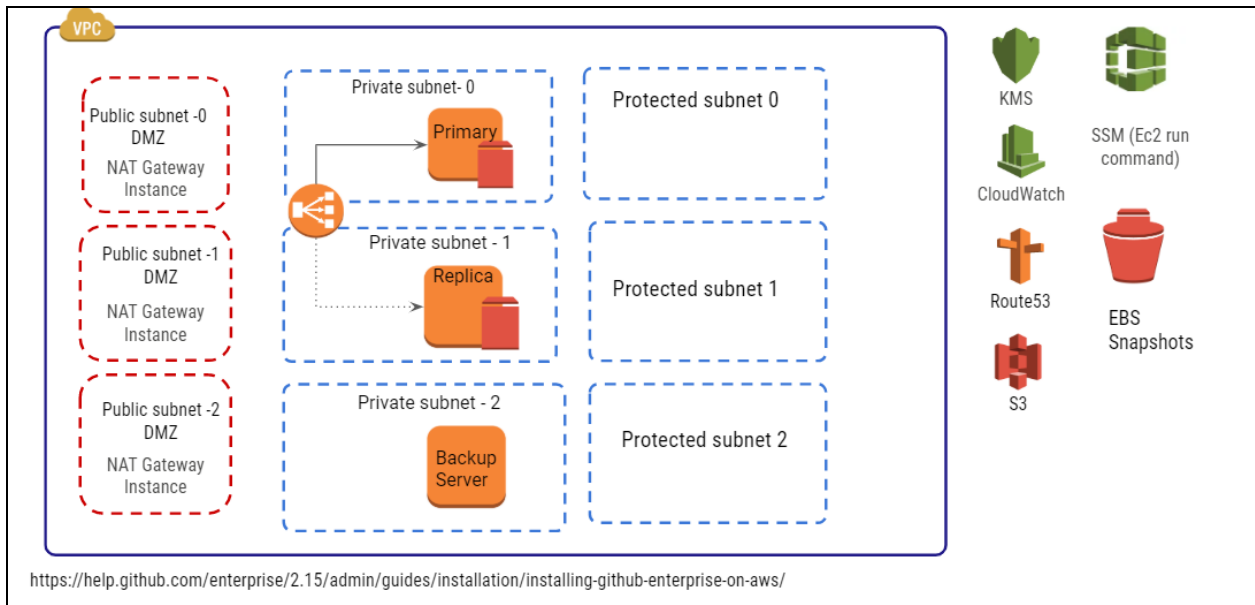 VPC
Public subnet -0
DMZ
NAT Gateway
Instance
Private subnet- 0
Primary
Protected subnet 0
Public subnet -1
DMZ
NAT Gateway
Instance
Private subnet - 1
Replica
Protected subnet 1
Public subnet -2
DMZ
NAT Gateway
Instance
Private subnet - 2
Backup
Server
Protected subnet 2
KMS
SSM (Ec2 run
command)
CloudWatch
Route53
EBS
Snapshots
S3
https://help.github.com/enterprise/2.15/admin/guides/installation/installing-github-enterprise-on-aws/